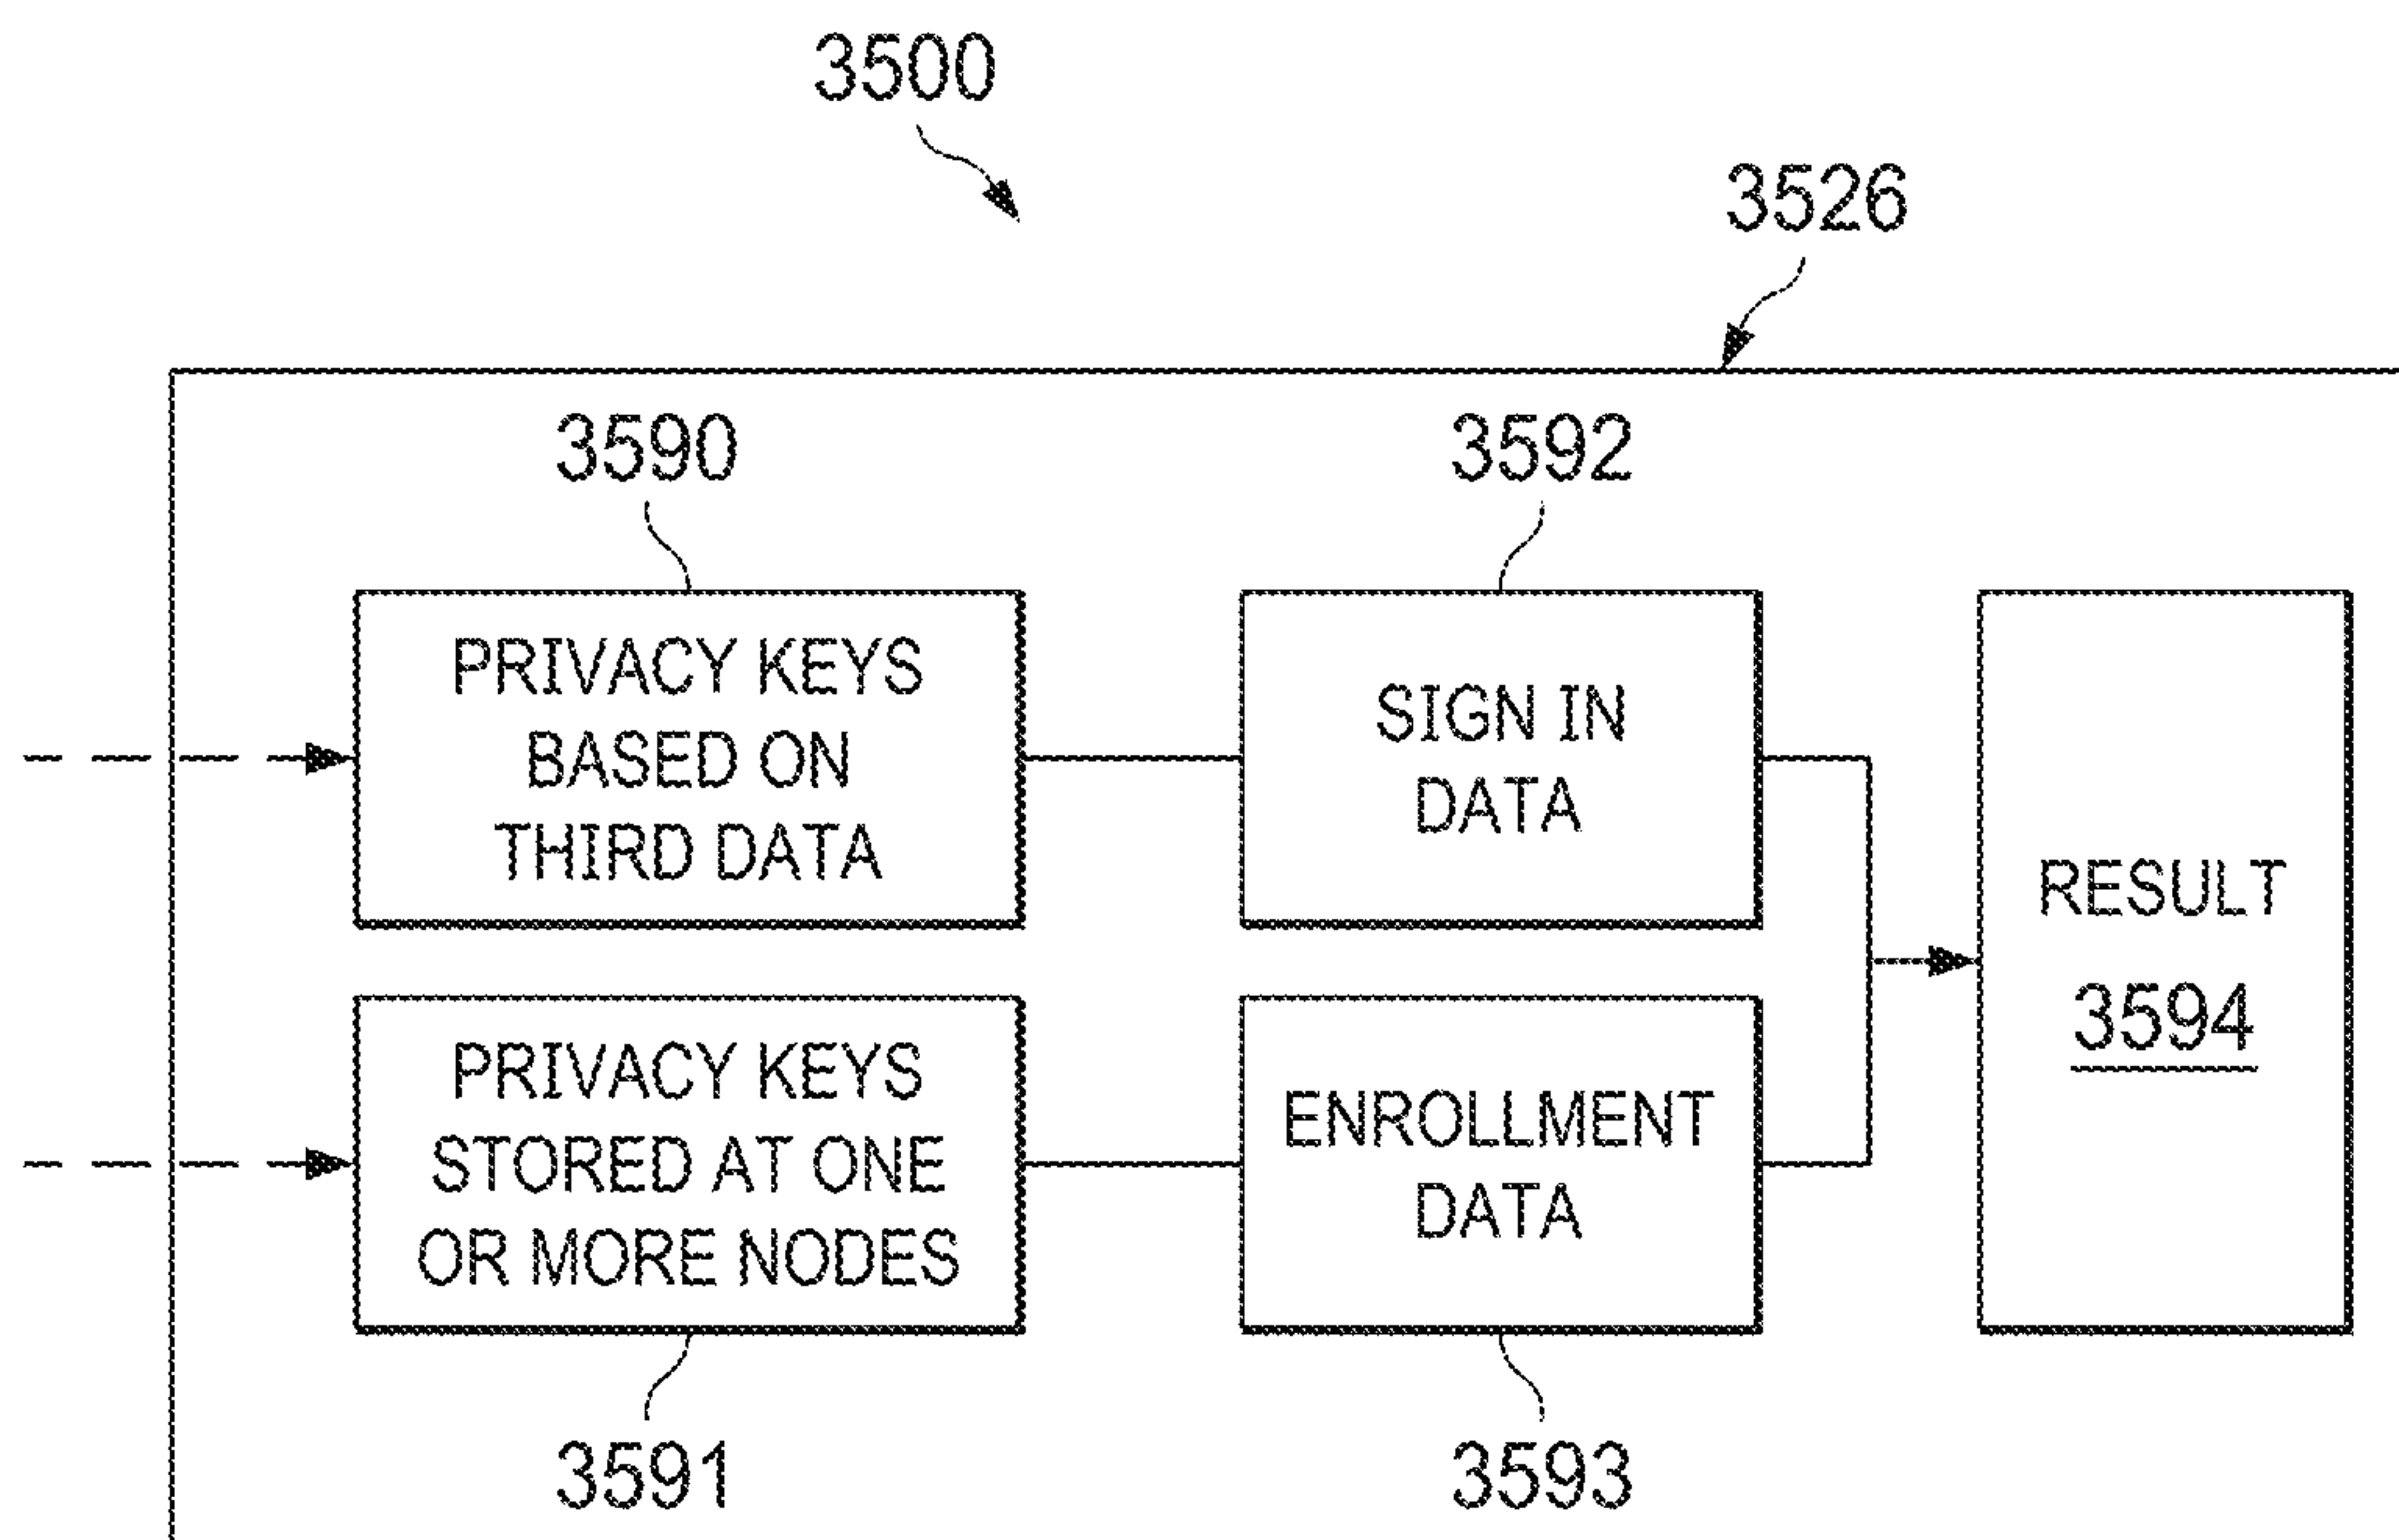 3500
3526
3590
3592
PRIVACY KEYS
BASED ON
THIRD DATA
SIGN IN
DATA
RESULT
3594
PRIVACY KEYS
STORED AT ONE
OR MORE NODES
ENROLLMENT
DATA
3591
3593